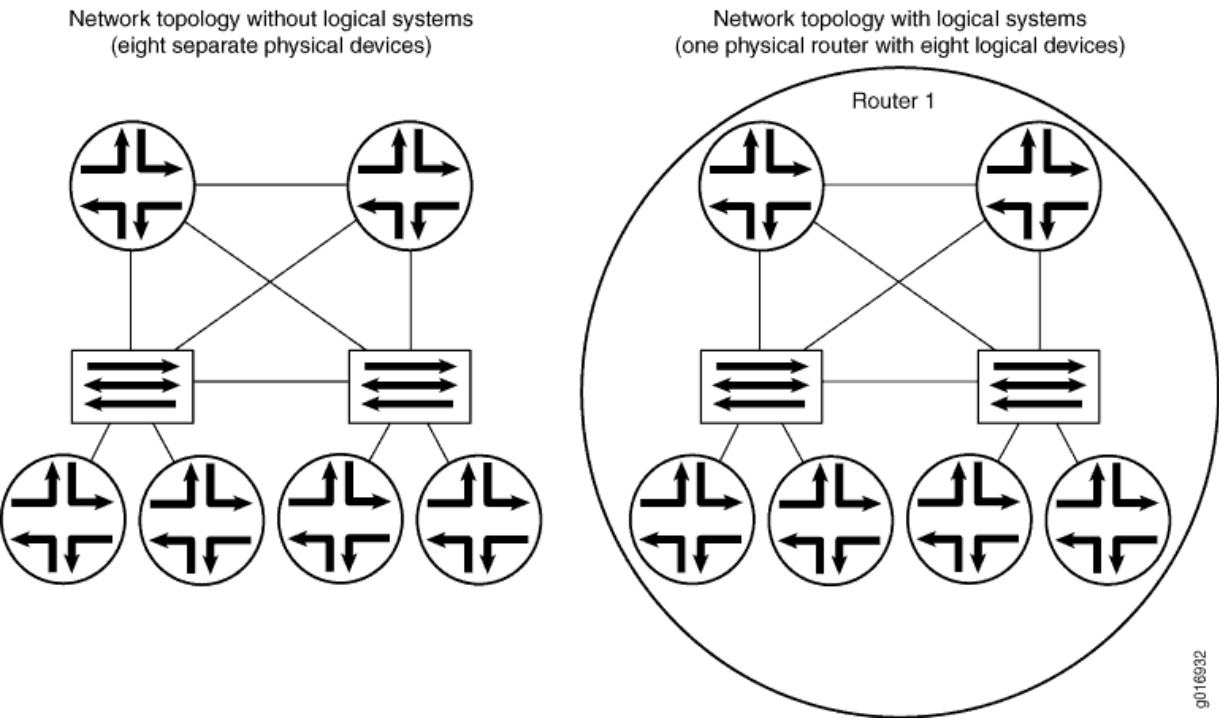 Network topology without logical systems
(eight separate physical devices)
Network topology with logical systems
(one physical router with eight logical devices)
Router 1
g016932